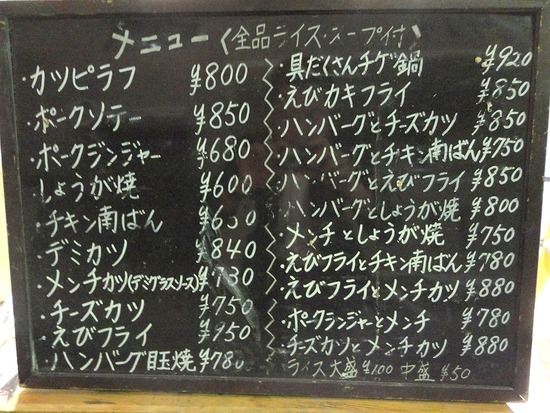 メニュー〈全品ライス・スープ付〉
・カツピラフ ¥800
・ポークソテー ¥850
・ポークジンジャー ¥680
・しょうが焼 ¥600
・チキン南ばん ¥650
・デミカツ ¥840
・メンチカツ(デミグラスソース) ¥730
・チーズカツ ¥750
・えびフライ ¥950
・ハンバーグ目玉焼 ¥780
・具だくさんチゲ鍋 ¥920
・えびカキフライ ¥850
・ハンバーグとチーズカツ ¥850
・ハンバーグとチキン南ばん ¥750
・ハンバーグとえびフライ ¥850
・ハンバーグとしょうが焼 ¥800
・メンチとしょうが焼 ¥750
・えびフライとチキン南ばん ¥780
・えびフライとメンチカツ ¥880
・ポークランジャーとメンチ ¥780
・チーズカツとメンチカツ ¥880
ライス大盛¥100 中盛¥50